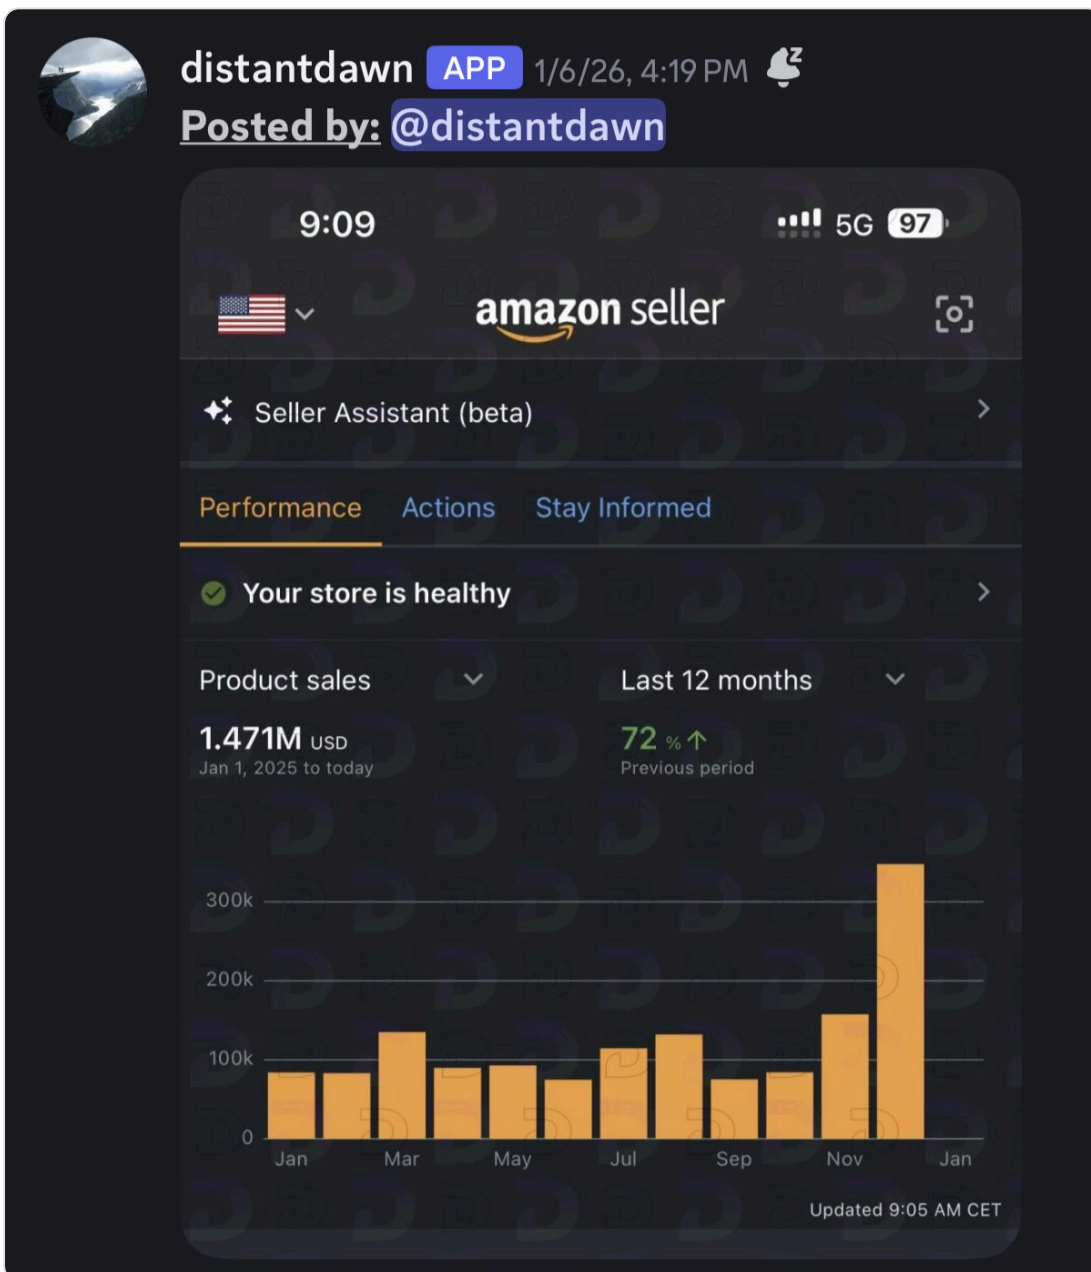 distantdawn APP 1/6/26, 4:19 PM
Posted by: @distantdawn
9:09 5G 97
amazon seller
Seller Assistant (beta)
Performance Actions Stay Informed
Your store is healthy
Product sales Last 12 months
1.471M USD 72 % ↑
Jan 1, 2025 to today Previous period
300k
200k
100k
0
Jan Mar May Jul Sep Nov Jan
Updated 9:05 AM CET